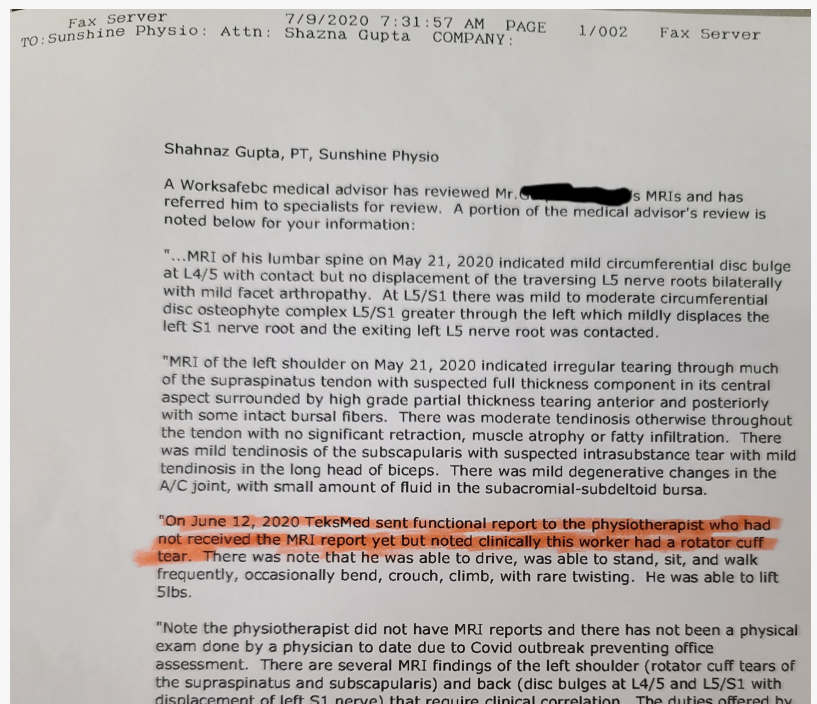 Fax Server 7/9/2020 7:31:57 AM PAGE 1/002 Fax Server
TO:Sunshine Physio: Attn: Shazna Gupta COMPANY:
Shahnaz Gupta, PT, Sunshine Physio
A Worksafebc medical advisor has reviewed Mr. s MRIs and has
referred him to specialists for review. A portion of the medical advisor's review is
noted below for your information:
"...MRI of his lumbar spine on May 21, 2020 indicated mild circumferential disc bulge
at L4/5 with contact but no displacement of the traversing L5 nerve roots bilaterally
with mild facet arthropathy. At L5/S1 there was mild to moderate circumferential
disc osteophyte complex L5/S1 greater through the left which mildly displaces the
left S1 nerve root and the exiting left L5 nerve root was contacted.
"MRI of the left shoulder on May 21, 2020 indicated irregular tearing through much
of the supraspinatus tendon with suspected full thickness component in its central
aspect surrounded by high grade partial thickness tearing anterior and posteriorly
with some intact bursal fibers. There was moderate tendinosis otherwise throughout
the tendon with no significant retraction, muscle atrophy or fatty infiltration. There
was mild tendinosis of the subscapularis with suspected intrasubstance tear with mild
tendinosis in the long head of biceps. There was mild degenerative changes in the
A/C joint, with small amount of fluid in the subacromial-subdeltoid bursa.
"On June 12, 2020 TeksMed sent functional report to the physiotherapist who had
not received the MRI report yet but noted clinically this worker had a rotator cuff
tear. There was note that he was able to drive, was able to stand, sit, and walk
frequently, occasionally bend, crouch, climb, with rare twisting. He was able to lift
5lbs.
"Note the physiotherapist did not have MRI reports and there has not been a physical
exam done by a physician to date due to Covid outbreak preventing office
assessment. There are several MRI findings of the left shoulder (rotator cuff tears of
the supraspinatus and subscapularis) and back (disc bulges at L4/5 and L5/S1 with
displacement of left S1 nerve) that require clinical correlation. The duties offered by